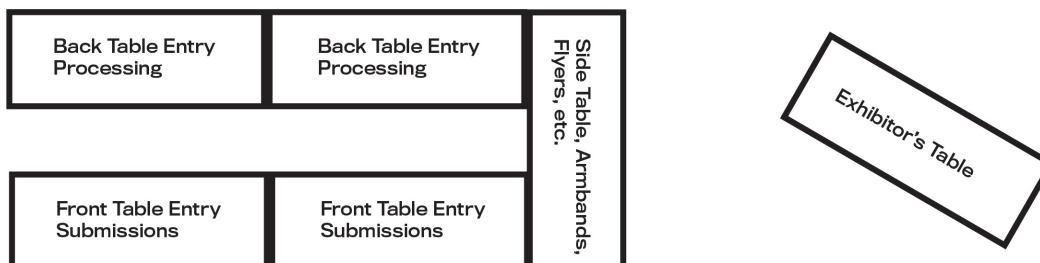 Back Table Entry
Processing
Back Table Entry
Processing
Side Table, Armbands,
Flyers, etc.
Exhibitor's Table
Front Table Entry
Submissions
Front Table Entry
Submissions